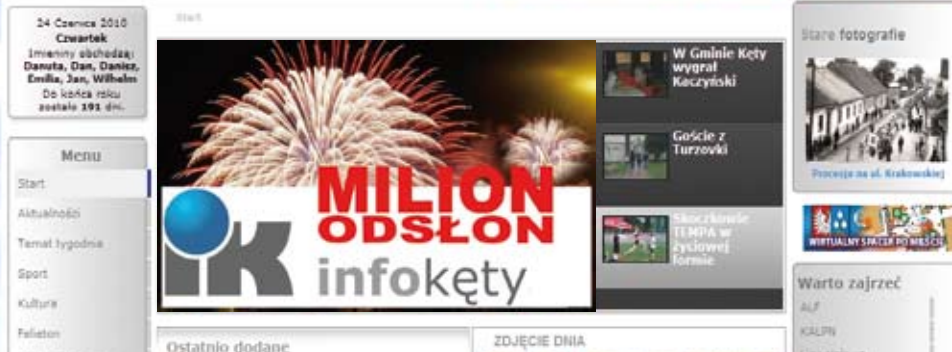 24 Czerwca 2010
Czwartek
Imieniny obchodzą:
Danuta, Dan, Danisz,
Emilia, Jan, Wilhelm
Do końca roku
zostało 191 dni.
Menu
Start
Aktualności
Temat tygodnia
Sport
Kultura
Felieton
Start
MILION
ODSŁON
ik infokęty
W Gminie Kęty
wygrał
Kaczyński
Goście z
Turzovki
Skoczkowie
TEMPA w
życiowej
formie
Ostatnio dodane
ZDJĘCIE DNIA
Stare fotografie
Procesja na ul. Krakowskiej
WIRTUALNY SPACER PO MIEŚCIE
Warto zajrzeć
ALF
KALPN